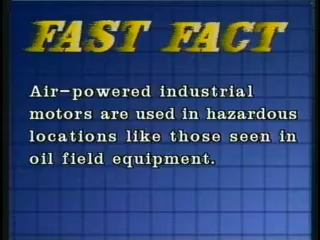 FAST FACT
Air-powered industrial
motors are used in hazardous
locations like those seen in
oil field equipment.